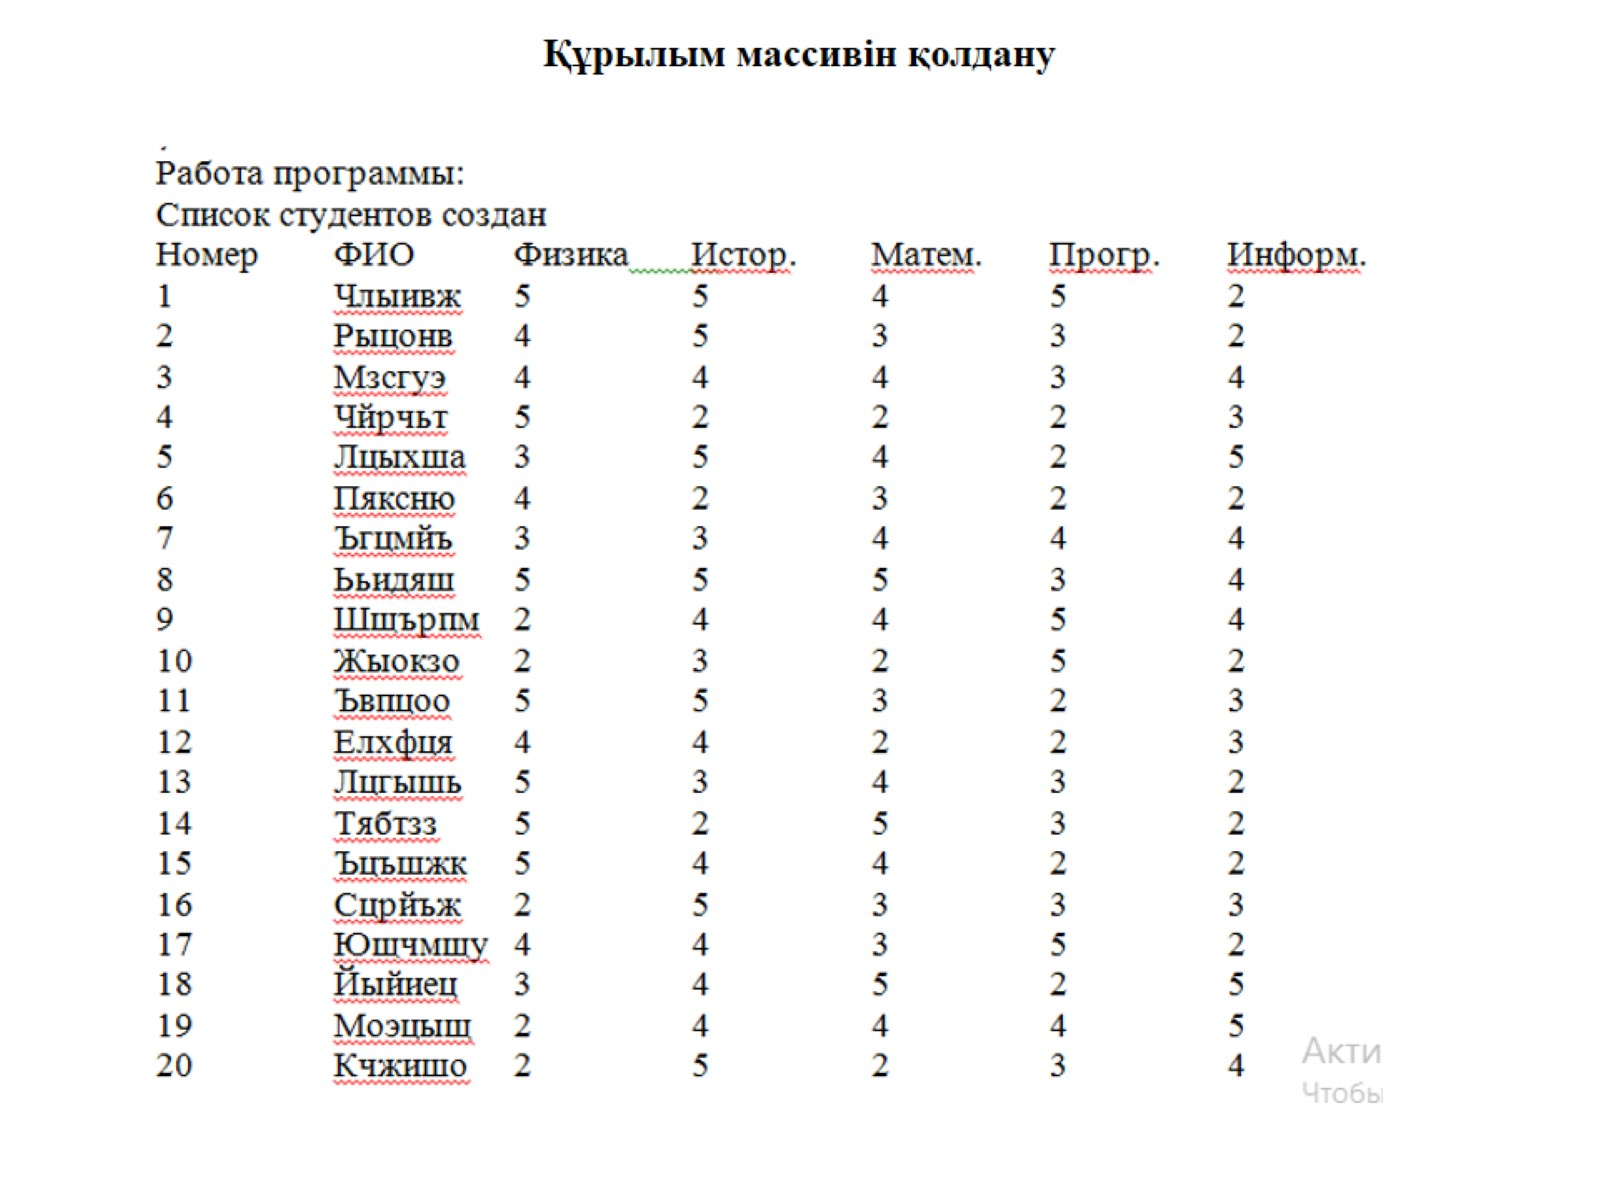 Құрылым массивін қолдану
Работа программы:
Список студентов создан
Номер ФИО Физика Истор. Матем. Прогр. Информ.
1 Члыивж 5 5 4 5 2
2 Рыцонв 4 5 3 3 2
3 Мзсгуэ 4 4 4 3 4
4 Чйрчьт 5 2 2 2 3
5 Лцыхша 3 5 4 2 5
6 Пяксню 4 2 3 2 2
7 Ъгцмйъ 3 3 4 4 4
8 Ььидяш 5 5 5 3 4
9 Шщърпм 2 4 4 5 4
10 Жыокзо 2 3 2 5 2
11 Ъвпцоо 5 5 3 2 3
12 Елхфця 4 4 2 2 3
13 Лцгышь 5 3 4 3 2
14 Тябтзз 5 2 5 3 2
15 Ъцъшжк 5 4 4 2 2
16 Сцрйъж 2 5 3 3 3
17 Ющчмшу 4 4 3 5 2
18 Йыйиец 3 4 5 2 5
19 Моэцыщ 2 4 4 4 5
20 Кчжишо 2 5 2 3 4
Акти
Чтобы